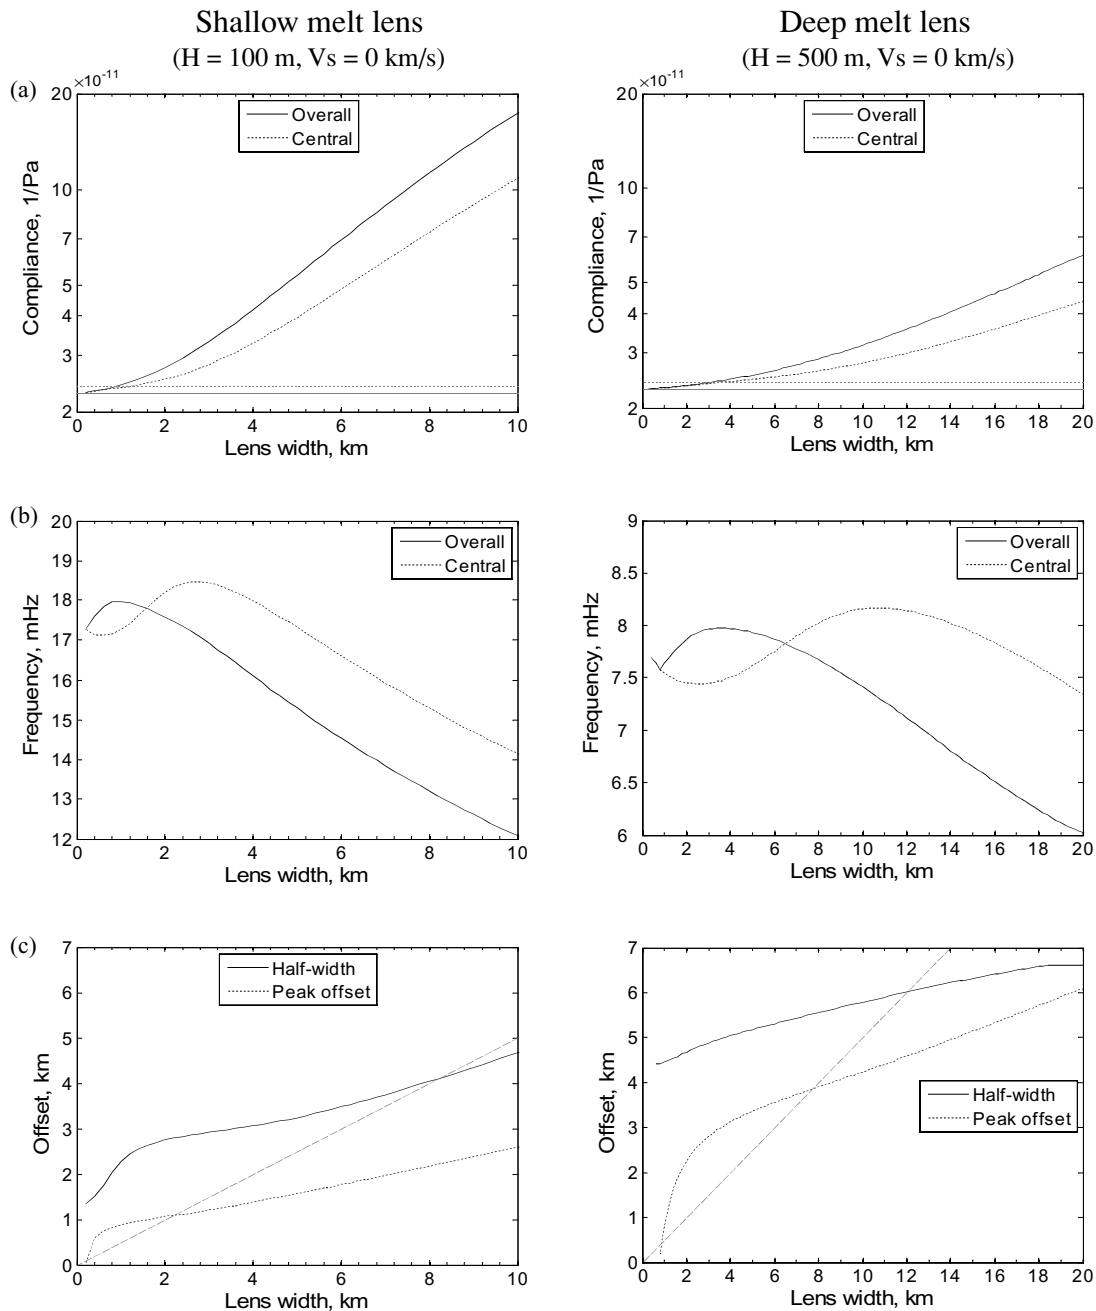 Shallow melt lens
(H = 100 m, Vs = 0 km/s)
Deep melt lens
(H = 500 m, Vs = 0 km/s)
(a)
×10⁻¹¹
20
10
7
5
4
3
2
Compliance, 1/Pa
Overall
Central
0 2 4 6 8 10
Lens width, km
×10⁻¹¹
20
10
7
5
4
3
2
Compliance, 1/Pa
Overall
Central
0 2 4 6 8 10 12 14 16 18 20
Lens width, km
(b)
20
19
18
17
16
15
14
13
12
Frequency, mHz
Overall
Central
0 2 4 6 8 10
Lens width, km
9
8.5
8
7.5
7
6.5
6
Frequency, mHz
Overall
Central
0 2 4 6 8 10 12 14 16 18 20
Lens width, km
(c)
7
6
5
4
3
2
1
0
Offset, km
Half-width
Peak offset
0 2 4 6 8 10
Lens width, km
7
6
5
4
3
2
1
0
Offset, km
Half-width
Peak offset
0 2 4 6 8 10 12 14 16 18 20
Lens width, km